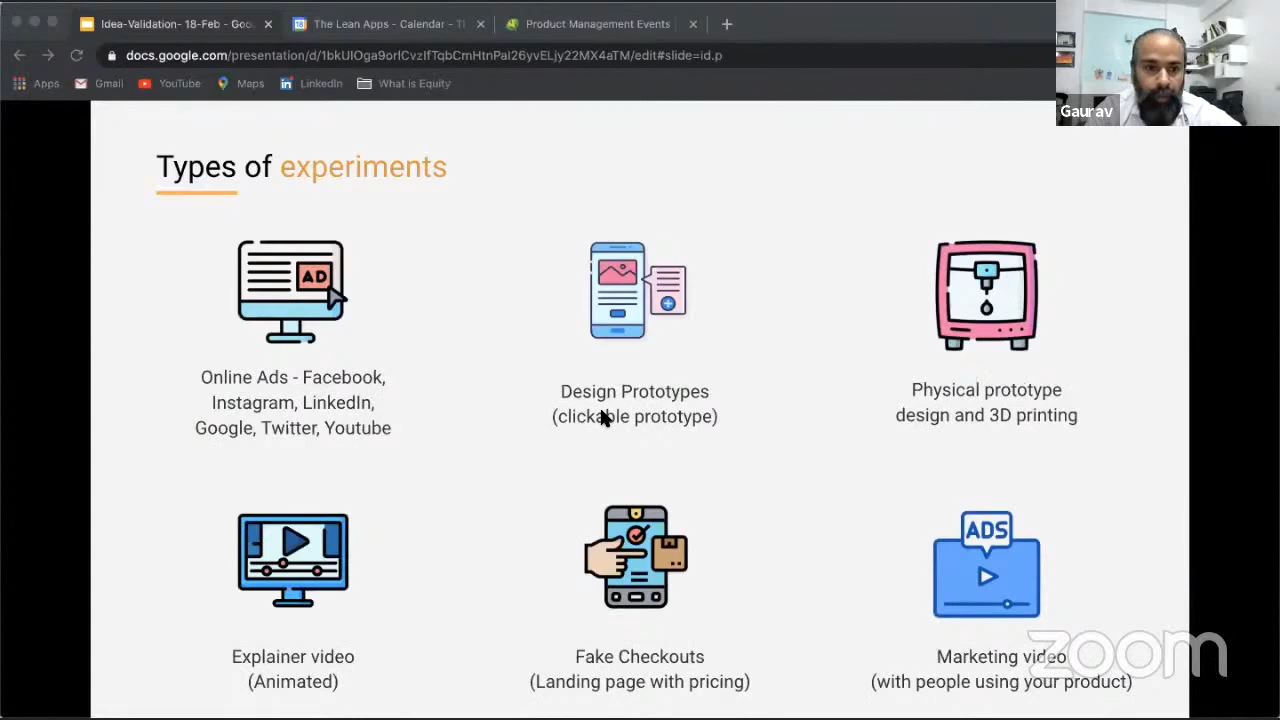 Idea-Validation- 18-Feb - Goo
The Lean Apps - Calendar - Th
Product Management Events
docs.google.com/presentation/d/1bkUIOga9orlCvzIfTqbCmHtnPaI26yvELjy22MX4aTM/edit#slide=id.p
Apps
Gmail
YouTube
Maps
LinkedIn
What is Equity
Gaurav
Types of experiments
AD
Online Ads - Facebook,
Instagram, LinkedIn,
Google, Twitter, Youtube
Design Prototypes
(clickable prototype)
Physical prototype
design and 3D printing
Explainer video
(Animated)
Fake Checkouts
(Landing page with pricing)
ADS
Marketing video
(with people using your product)
zoom